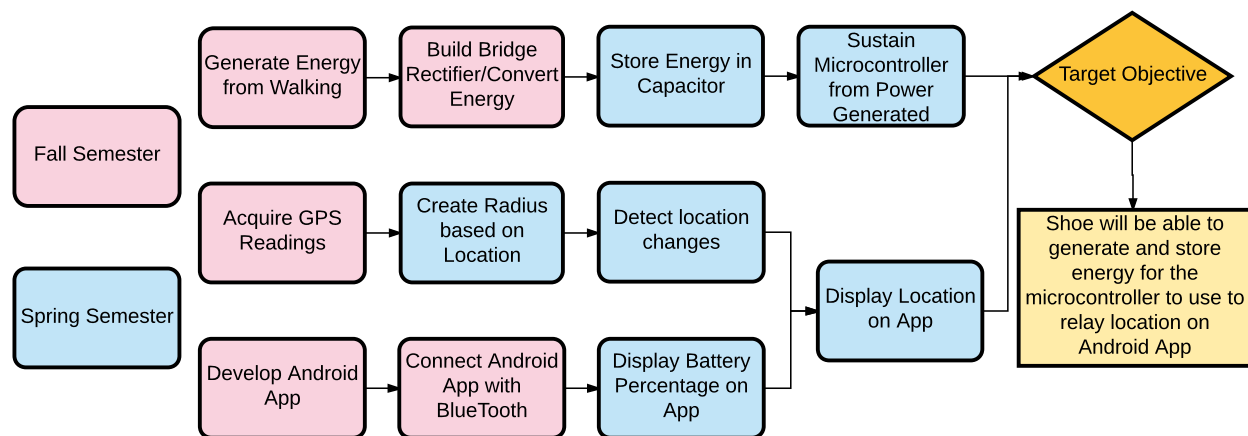 Fall Semester
Spring Semester
Generate Energy
from Walking
Build Bridge
Rectifier/Convert
Energy
Store Energy in
Capacitor
Sustain
Microcontroller
from Power
Generated
Target Objective
Acquire GPS
Readings
Create Radius
based on
Location
Detect location
changes
Display Location
on App
Shoe will be able to
generate and store
energy for the
microcontroller to use to
relay location on
Android App
Develop Android
App
Connect Android
App with
BlueTooth
Display Battery
Percentage on
App